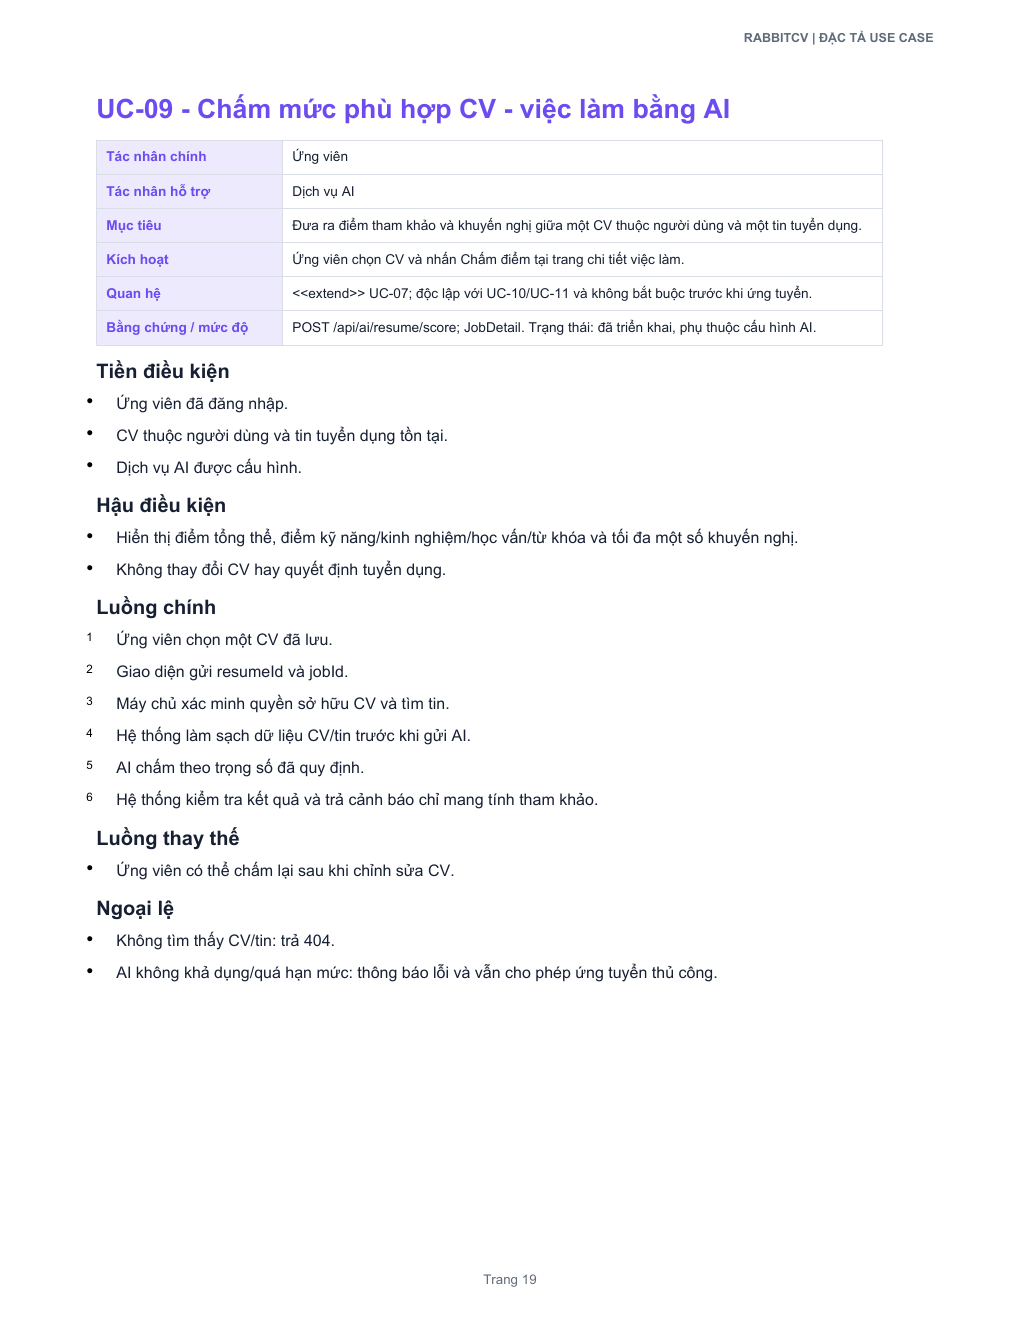 RABBITCV | ĐẶC TẢ USE CASE
UC-09 - Chấm mức phù hợp CV - việc làm bằng AI
Tác nhân chính Ứng viên
Tác nhân hỗ trợ Dịch vụ AI
Mục tiêu Đưa ra điểm tham khảo và khuyến nghị giữa một CV thuộc người dùng và một tin tuyển dụng.
Kích hoạt Ứng viên chọn CV và nhấn Chấm điểm tại trang chi tiết việc làm.
Quan hệ <<extend>> UC-07; độc lập với UC-10/UC-11 và không bắt buộc trước khi ứng tuyển.
Bằng chứng / mức độ POST /api/ai/resume/score; JobDetail. Trạng thái: đã triển khai, phụ thuộc cấu hình AI.
Tiền điều kiện
• Ứng viên đã đăng nhập.
• CV thuộc người dùng và tin tuyển dụng tồn tại.
• Dịch vụ AI được cấu hình.
Hậu điều kiện
• Hiển thị điểm tổng thể, điểm kỹ năng/kinh nghiệm/học vấn/từ khóa và tối đa một số khuyến nghị.
• Không thay đổi CV hay quyết định tuyển dụng.
Luồng chính
1 Ứng viên chọn một CV đã lưu.
2 Giao diện gửi resumeId và jobId.
3 Máy chủ xác minh quyền sở hữu CV và tìm tin.
4 Hệ thống làm sạch dữ liệu CV/tin trước khi gửi AI.
5 AI chấm theo trọng số đã quy định.
6 Hệ thống kiểm tra kết quả và trả cảnh báo chỉ mang tính tham khảo.
Luồng thay thế
• Ứng viên có thể chấm lại sau khi chỉnh sửa CV.
Ngoại lệ
• Không tìm thấy CV/tin: trả 404.
• AI không khả dụng/quá hạn mức: thông báo lỗi và vẫn cho phép ứng tuyển thủ công.
Trang 19